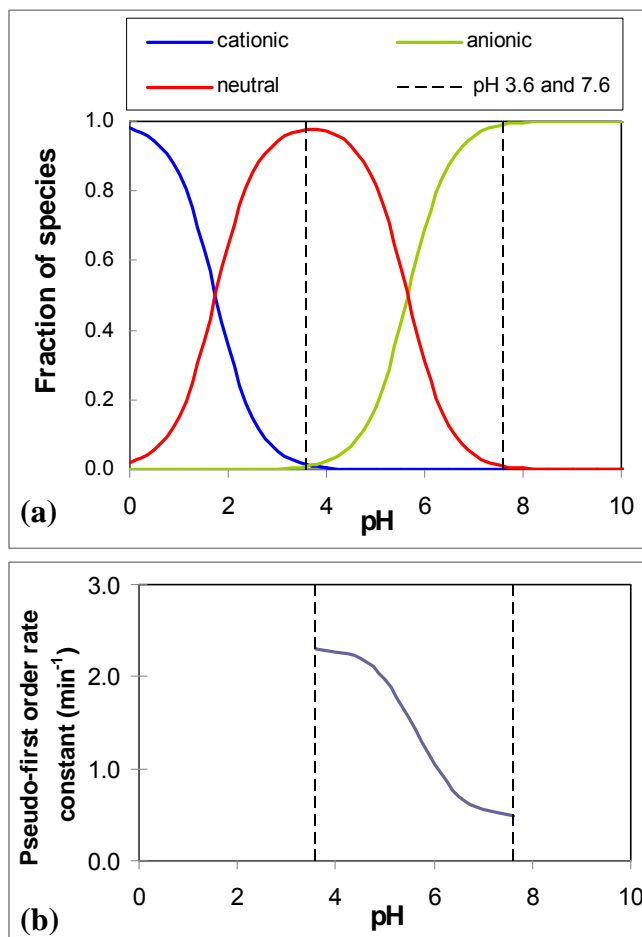 cationic
anionic
neutral
pH 3.6 and 7.6
1.0
0.8
0.6
0.4
0.2
0.0
Fraction of species
0 2 4 6 8 10
pH
(a)
3.0
2.0
1.0
0.0
Pseudo-first order rate
constant (min-1)
0 2 4 6 8 10
pH
(b)